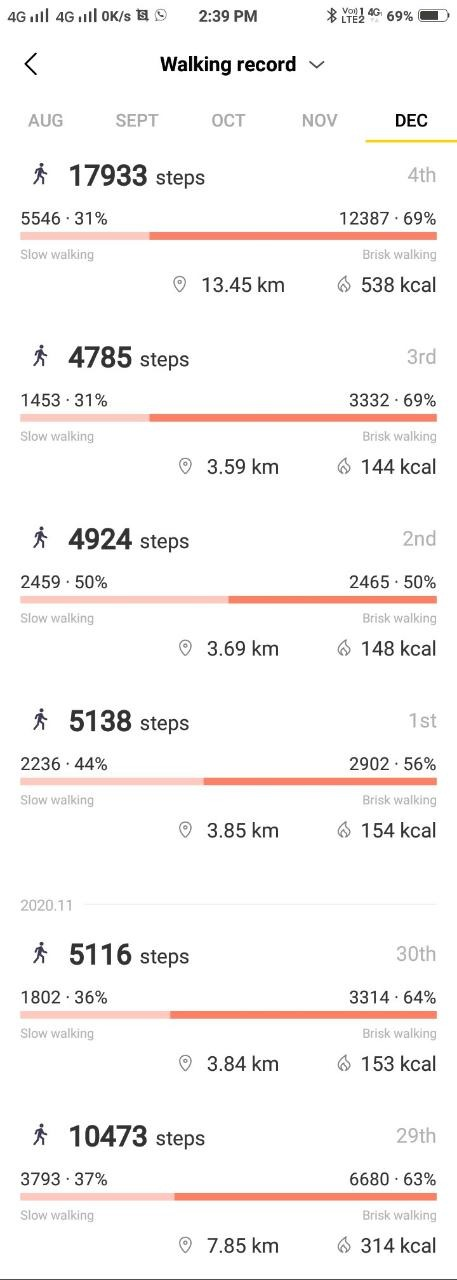 4G 4G 0K/s 2:39 PM Vo) 1 LTE2 4G 69%
Walking record
AUG SEPT OCT NOV DEC
17933 steps 4th
5546 · 31% 12387 · 69%
Slow walking Brisk walking
13.45 km 538 kcal
4785 steps 3rd
1453 · 31% 3332 · 69%
Slow walking Brisk walking
3.59 km 144 kcal
4924 steps 2nd
2459 · 50% 2465 · 50%
Slow walking Brisk walking
3.69 km 148 kcal
5138 steps 1st
2236 · 44% 2902 · 56%
Slow walking Brisk walking
3.85 km 154 kcal
2020.11
5116 steps 30th
1802 · 36% 3314 · 64%
Slow walking Brisk walking
3.84 km 153 kcal
10473 steps 29th
3793 · 37% 6680 · 63%
Slow walking Brisk walking
7.85 km 314 kcal